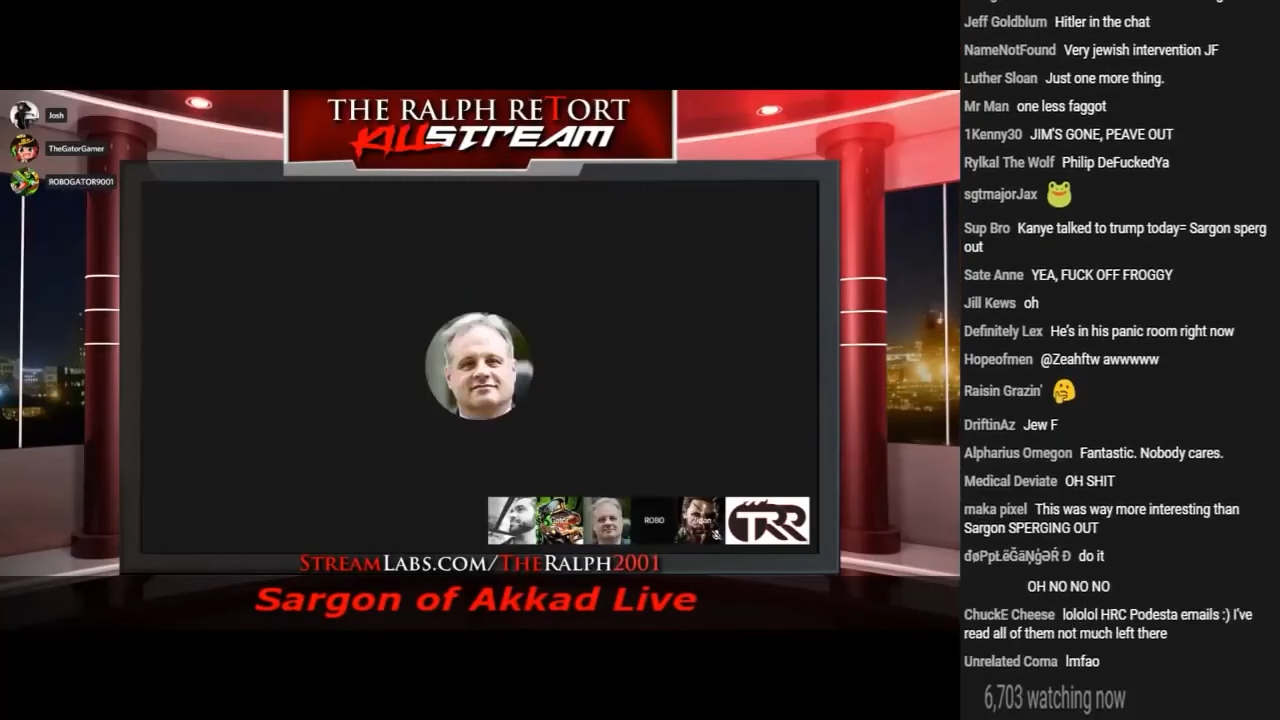 Josh
TheGatorGamer
ЯOBOGATOR9001
THE RALPH RETORT
KILLSTREAM
Gator
ROBO
Zidan
TRR
STREAMLABS.COM/THERALPH2001
Sargon of Akkad Live
Jeff Goldblum Hitler in the chat
NameNotFound Very jewish intervention JF
Luther Sloan Just one more thing.
Mr Man one less faggot
1Kenny30 JIM'S GONE, PEAVE OUT
Rylkal The Wolf Philip DeFuckedYa
sgtmajorJax
Sup Bro Kanye talked to trump today= Sargon sperg
out
Sate Anne YEA, FUCK OFF FROGGY
Jill Kews oh
Definitely Lex He's in his panic room right now
Hopeofmen @Zeahftw awwwww
Raisin Grazin'
DriftinAz Jew F
Alpharius Omegon Fantastic. Nobody cares.
Medical Deviate OH SHIT
maka pixel This was way more interesting than
Sargon SPERGING OUT
do it
OH NO NO NO
ChuckE Cheese lololol HRC Podesta emails :) I've
read all of them not much left there
Unrelated Coma lmfao
6,703 watching now